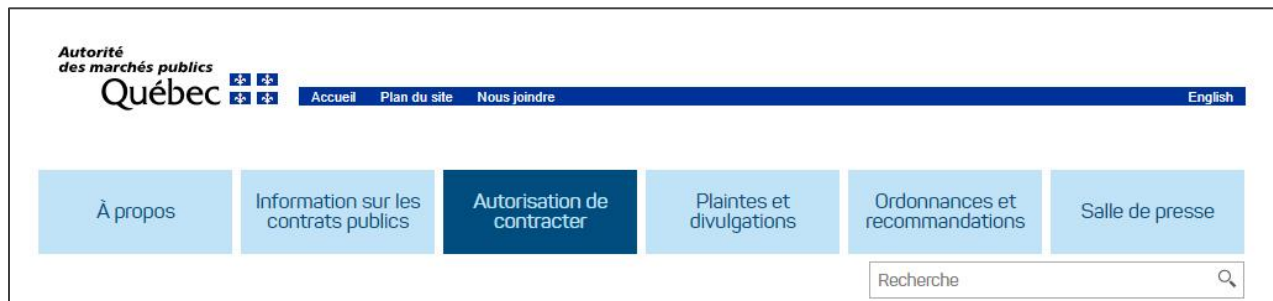 Autorité
des marchés publics
Québec
Accueil Plan du site Nous joindre English
À propos
Information sur les
contrats publics
Autorisation de
contracter
Plaintes et
divulgations
Ordonnances et
recommandations
Salle de presse
Recherche